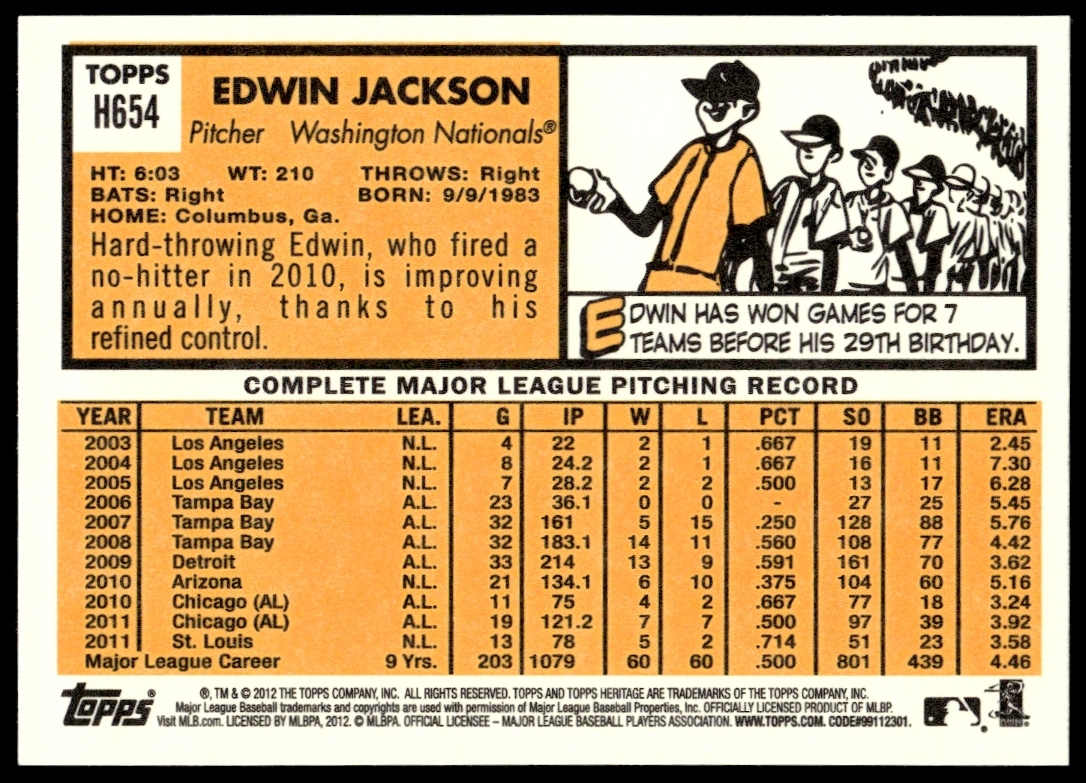 TOPPS
H654
EDWIN JACKSON
Pitcher Washington Nationals®
HT: 6:03 WT: 210 THROWS: Right
BATS: Right BORN: 9/9/1983
HOME: Columbus, Ga.
Hard-throwing Edwin, who fired a
no-hitter in 2010, is improving
annually, thanks to his
refined control.
EDWIN HAS WON GAMES FOR 7
TEAMS BEFORE HIS 29TH BIRTHDAY.
COMPLETE MAJOR LEAGUE PITCHING RECORD
YEAR TEAM LEA. G IP W L PCT SO BB ERA
2003 Los Angeles N.L. 4 22 2 1 .667 19 11 2.45
2004 Los Angeles N.L. 8 24.2 2 1 .667 16 11 7.30
2005 Los Angeles N.L. 7 28.2 2 2 .500 13 17 6.28
2006 Tampa Bay A.L. 23 36.1 0 0 - 27 25 5.45
2007 Tampa Bay A.L. 32 161 5 15 .250 128 88 5.76
2008 Tampa Bay A.L. 32 183.1 14 11 .560 108 77 4.42
2009 Detroit A.L. 33 214 13 9 .591 161 70 3.62
2010 Arizona N.L. 21 134.1 6 10 .375 104 60 5.16
2010 Chicago (AL) A.L. 11 75 4 2 .667 77 18 3.24
2011 Chicago (AL) A.L. 19 121.2 7 7 .500 97 39 3.92
2011 St. Louis N.L. 13 78 5 2 .714 51 23 3.58
Major League Career 9 Yrs. 203 1079 60 60 .500 801 439 4.46
topps®
®, TM & © 2012 THE TOPPS COMPANY, INC. ALL RIGHTS RESERVED. TOPPS AND TOPPS HERITAGE ARE TRADEMARKS OF THE TOPPS COMPANY, INC.
Major League Baseball trademarks and copyrights are used with permission of Major League Baseball Properties, Inc. OFFICIALLY LICENSED PRODUCT OF MLBP.
Visit MLB.com. LICENSED BY MLBPA, 2012. © MLBPA. OFFICIAL LICENSEE – MAJOR LEAGUE BASEBALL PLAYERS ASSOCIATION. WWW.TOPPS.COM. CODE#99112301.